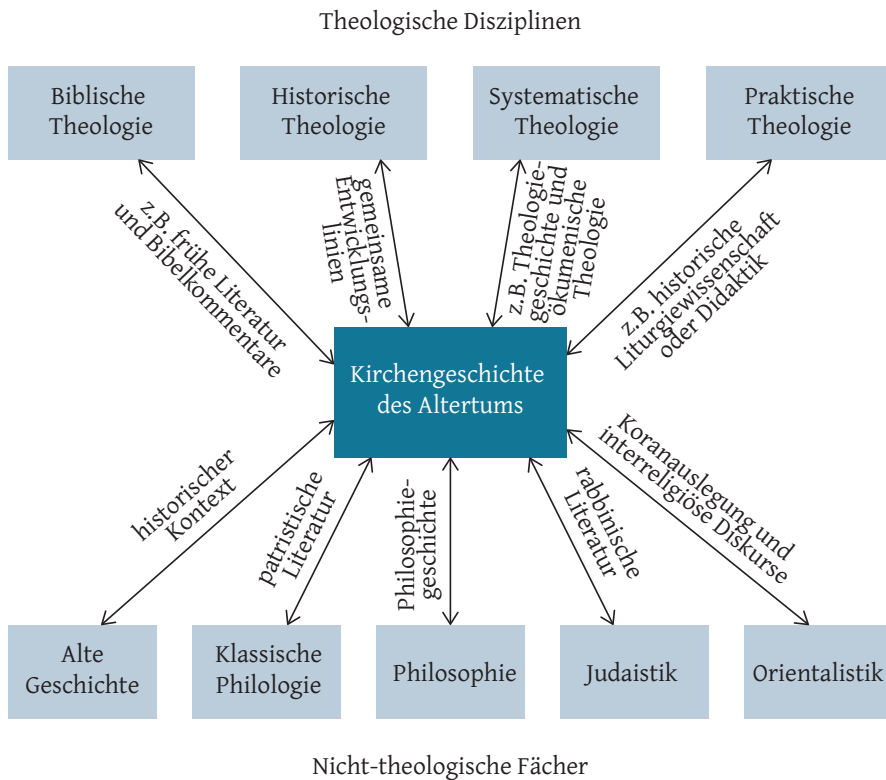 Theologische Disziplinen
Biblische
Theologie
Historische
Theologie
Systematische
Theologie
Praktische
Theologie
z.B. frühe Literatur
und Bibelkommentare
gemeinsame
Entwicklungs-
linien
z.B. Theologie-
geschichte und
ökumenische
Theologie
z.B. historische
Liturgiewissenschaft
oder Didaktik
Kirchengeschichte
des Altertums
historischer
Kontext
patristische
Literatur
Philosophie-
geschichte
rabbinische
Literatur
Koranauslegung und
interreligiöse Diskurse
Alte
Geschichte
Klassische
Philologie
Philosophie
Judaistik
Orientalistik
Nicht-theologische Fächer